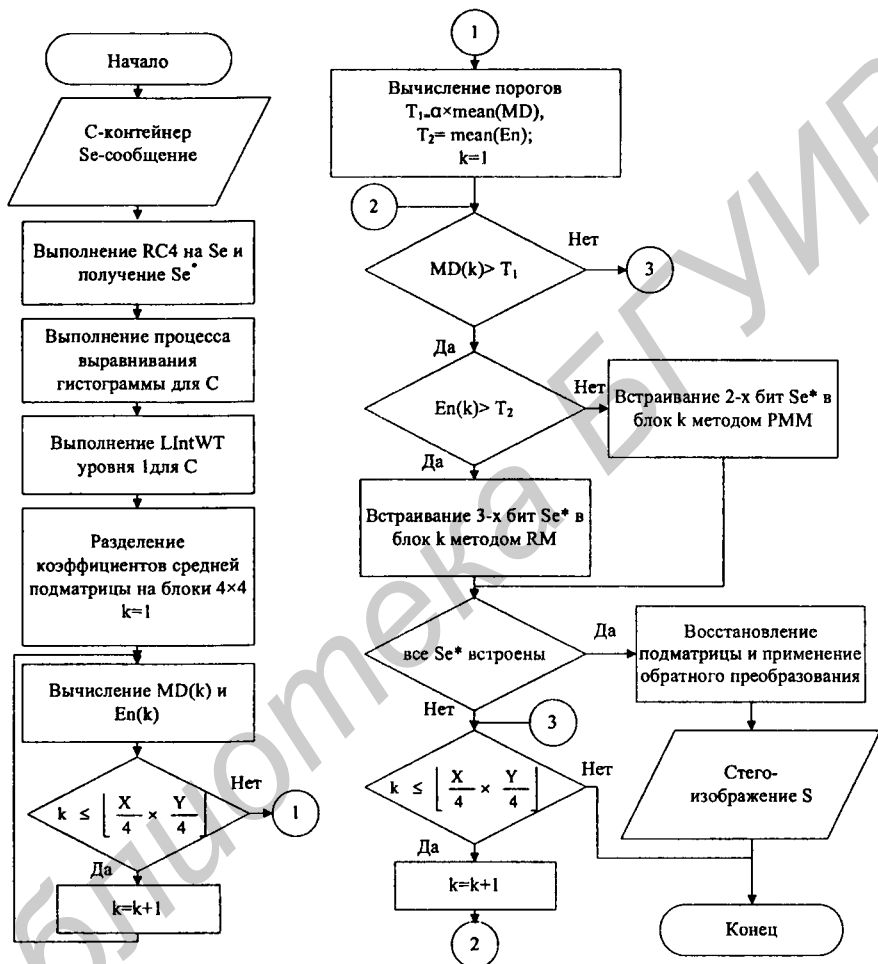 Начало
С-контейнер
Se-сообщение
Выполнение RC4 на Se и
получение Se*
Выполнение процесса
выравнивания
гистограммы для С
Выполнение LIntWT
уровня 1для С
Разделение
коэффициентов средней
подматрицы на блоки 4×4
k=1
Вычисление MD(k) и
En(k)
k ≤ ⌊ X/4 × Y/4 ⌋
Нет
1
Да
k=k+1
1
Вычисление порогов
T₁=α×mean(MD),
T₂= mean(En);
k=1
2
MD(k)> T₁
Нет
3
Да
En(k)> T₂
Нет
Встраивание 2-х бит Se* в
блок k методом PMM
Да
Встраивание 3-х бит Se* в
блок k методом RM
все Se* встроены
Да
Восстановление
подматрицы и применение
обратного преобразования
Нет
3
k ≤ ⌊ X/4 × Y/4 ⌋
Нет
Стего-
изображение S
Да
k=k+1
2
Конец
блиотека БГУИР